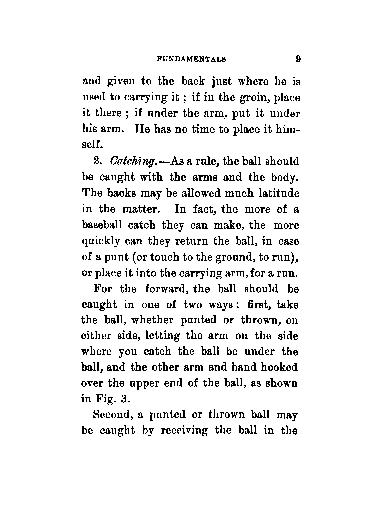 FUNDAMENTALS 9
and given to the back just where he is
used to carrying it ; if in the groin, place
it there ; if under the arm, put it under
his arm. He has no time to place it him-
self.
2. Catching.—As a rule, the ball should
be caught with the arms and the body.
The backs may be allowed much latitude
in the matter. In fact, the more of a
baseball catch they can make, the more
quickly can they return the ball, in case
of a punt (or touch to the ground, to run),
or place it into the carrying arm, for a run.
For the forward, the ball should be
caught in one of two ways : first, take
the ball, whether punted or thrown, on
either side, letting the arm on the side
where you catch the ball be under the
ball, and the other arm and hand hooked
over the upper end of the ball, as shown
in Fig. 3.
Second, a punted or thrown ball may
be caught by receiving the ball in the